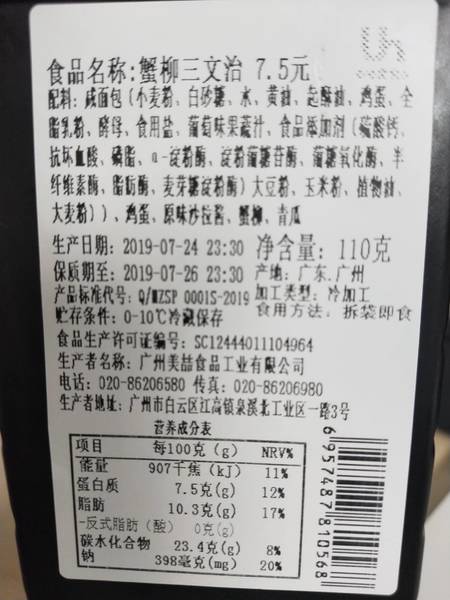 食品名称:蟹柳三文治 7.5元
配料:咸面包(小麦粉、白砂糖、水、黄油、起酥油、鸡蛋、全
脂乳粉、酵母、食用盐、葡萄味果蔬汁、食品添加剂(硫酸钙、
抗坏血酸、磷脂、α-淀粉酶、淀粉葡糖苷酶、葡糖氧化酶、半
纤维素酶、脂肪酶、麦芽糖淀粉酶)大豆粉、玉米粉、植物油、
大麦粉))、鸡蛋、原味沙拉酱、蟹柳、青瓜
生产日期: 2019-07-24 23:30 净含量: 110克
保质期至: 2019-07-26 23:30 产地: 广东.广州
产品标准代号: Q/MZSP 0001S-2019 加工类型: 冷加工
贮存条件: 0-10℃冷藏保存 食用方法: 拆装即食
食品生产许可证编号: SC12444011104964
生产者名称: 广州美喆食品工业有限公司
电话: 020-86206580 传真: 020-86206980
生产者地址: 广州市白云区江高镇泉溪北工业区一路3号
营养成分表
项目 每100克(g) NRV%
能量 907千焦(kJ) 11%
蛋白质 7.5克(g) 12%
脂肪 10.3克(g) 17%
-反式脂肪(酸) 0克(g)
碳水化合物 23.4克(g) 8%
钠 398毫克(mg) 20%
6957487810568